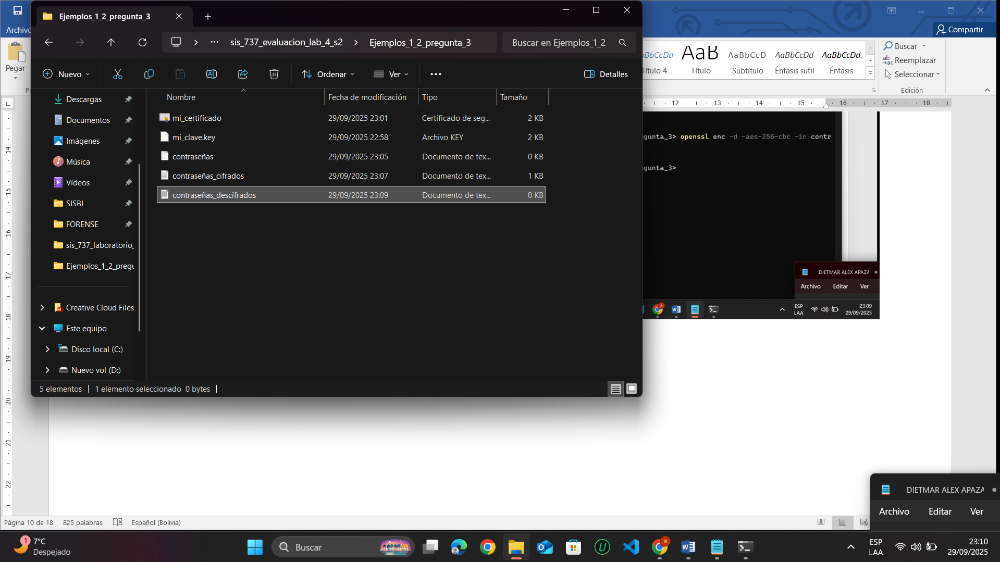 Ejemplos_1_2_pregunta_3
Archivo
Compartir
sis_737_evaluacion_lab_4_s2
Ejemplos_1_2_pregunta_3
Buscar en Ejemplos_1_2_
Pegar
AaBbCcD
AaBbCcDd
AaBbCcDd
Título 4
Título
Subtítulo
Énfasis sutil
Énfasis
Buscar
Reemplazar
Seleccionar
Edición
Nuevo
Ordenar
Ver
Detalles
Nombre
Fecha de modificación
Tipo
Tamaño
12 13 14 15 16 17 18
mi_certificado 29/09/2025 23:01 Certificado de seg... 2 KB
mi_clave.key 29/09/2025 22:58 Archivo KEY 2 KB
contraseñas 29/09/2025 23:05 Documento de tex... 0 KB
contraseñas_cifrados 29/09/2025 23:07 Documento de tex... 1 KB
contraseñas_descifrados 29/09/2025 23:09 Documento de tex... 0 KB
Descargas
Documentos
Imágenes
Música
Vídeos
SISBI
FORENSE
sis_737_laboratorio_
Ejemplos_1_2_pregu
Creative Cloud Files
Este equipo
Disco local (C:)
Nuevo vol (D:)
5 elementos
1 elemento seleccionado 0 bytes
14
15
16
17
18
19
20
21
22
egunta_3> openssl enc -d -aes-256-cbc -in contr
egunta_3>
DIETMAR ALEX APAZA
Archivo Editar Ver
ESP
LAA
23:09
29/09/2025
DIETMAR ALEX APAZA
Archivo Editar Ver
Página 10 de 18 825 palabras Español (Bolivia)
1
7°C
Despejado
Buscar
ESP
LAA
23:10
29/09/2025